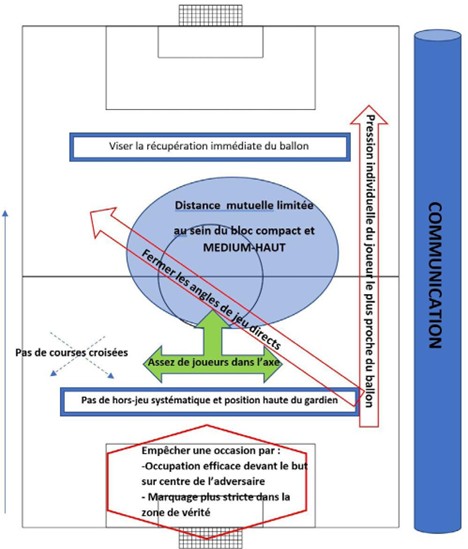 Viser la récupération immédiate du ballon
Distance mutuelle limitée
au sein du bloc compact et
MEDIUM-HAUT
Fermer les angles de jeu directs
Pression individuelle du joueur le plus proche du ballon
COMMUNICATION
Pas de courses croisées
Assez de joueurs dans l'axe
Pas de hors-jeu systématique et position haute du gardien
Empêcher une occasion par :
-Occupation efficace devant le but
sur centre de l'adversaire
- Marquage plus stricte dans la
zone de vérité